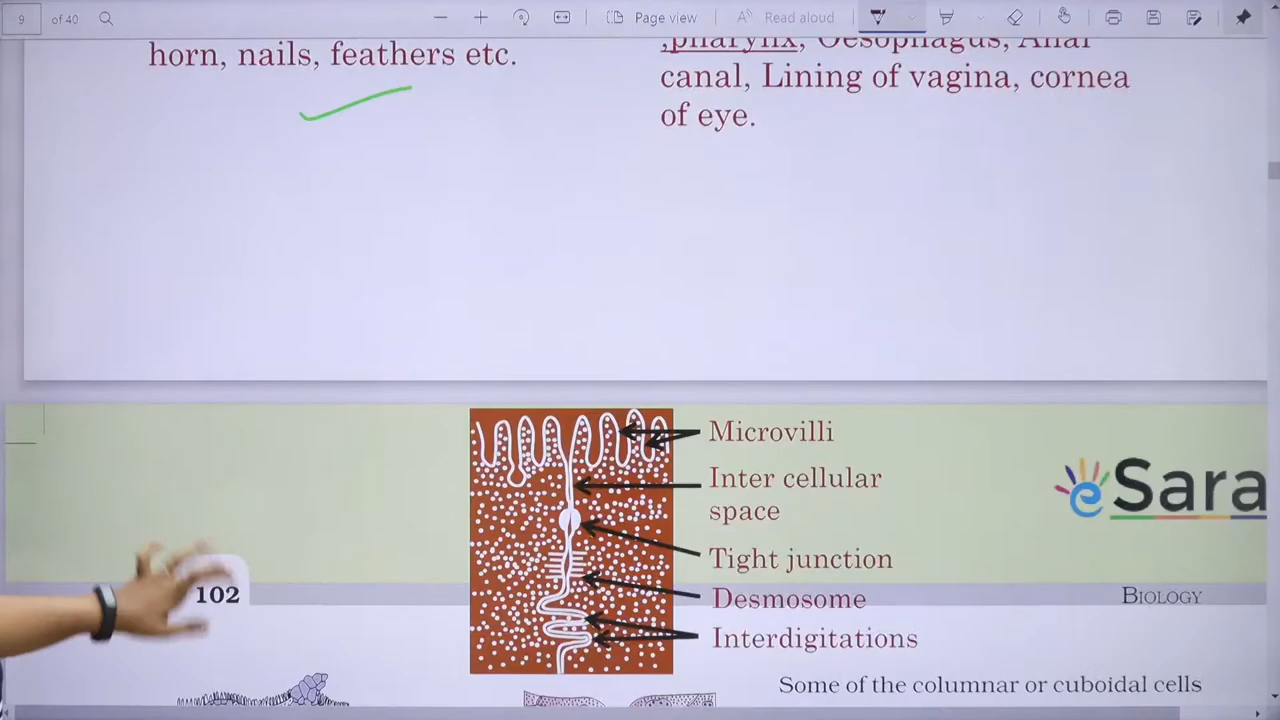 9 of 40 Page view Read aloud
horn, nails, feathers etc.
,pharynx, Oesophagus, Anal
canal, Lining of vagina, cornea
of eye.
Microvilli
Inter cellular
space
Tight junction
Desmosome
Interdigitations
eSara
102
BIOLOGY
Some of the columnar or cuboidal cells